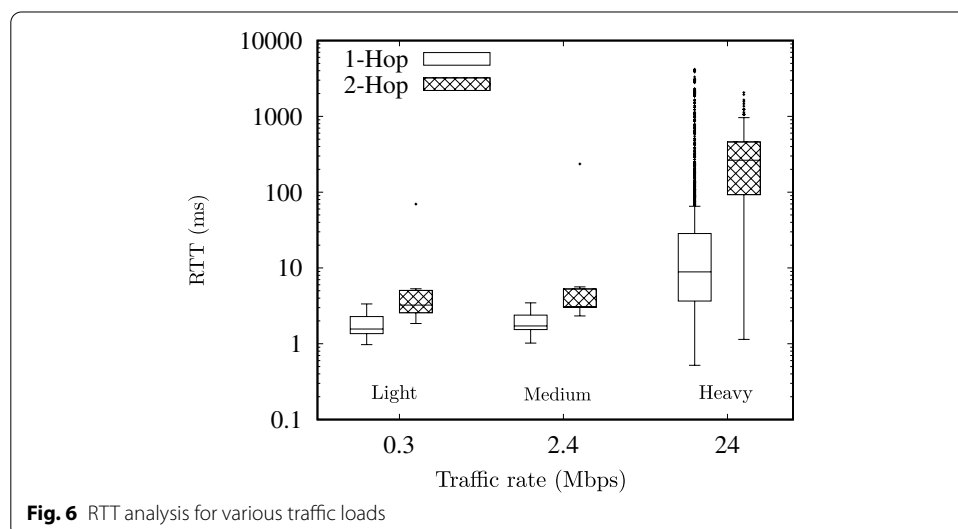 10000
1000
100
10
1
0.1
RTT (ms)
1-Hop
2-Hop
Light
Medium
Heavy
0.3
2.4
24
Traffic rate (Mbps)
Fig. 6 RTT analysis for various traffic loads